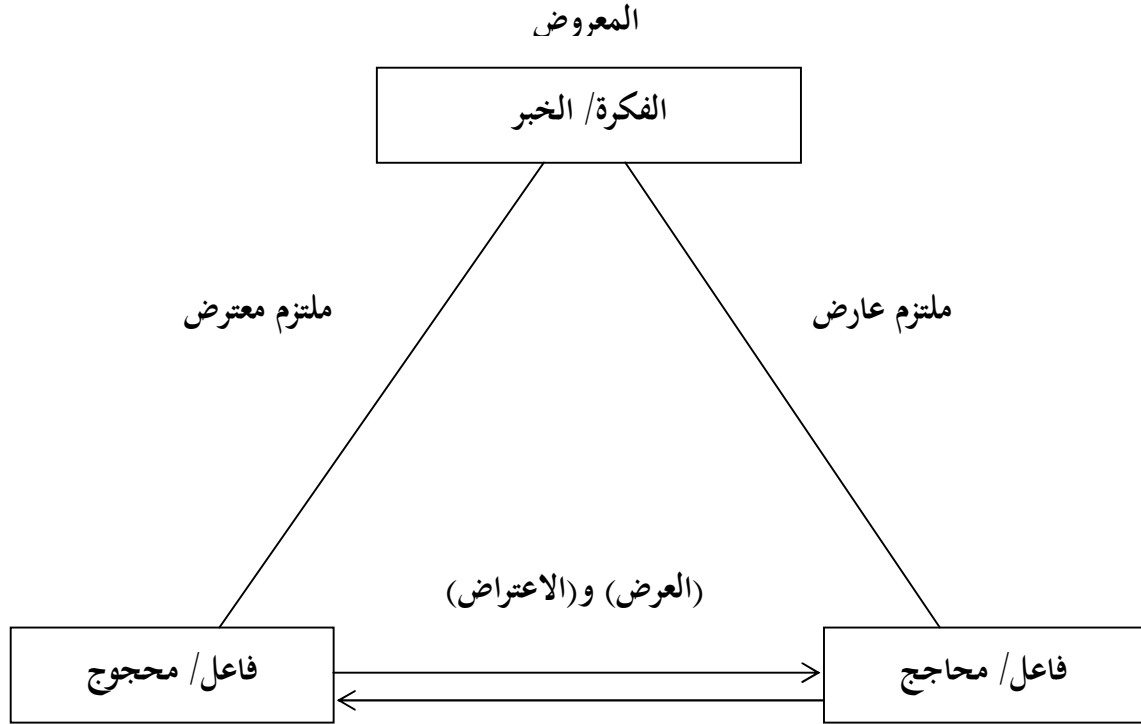 المعروض
الفكرة/ الخبر
ملتزم عارض
ملتزم معترض
(العرض) و(الاعتراض)
فاعل/ محاجج
فاعل/ محجوج